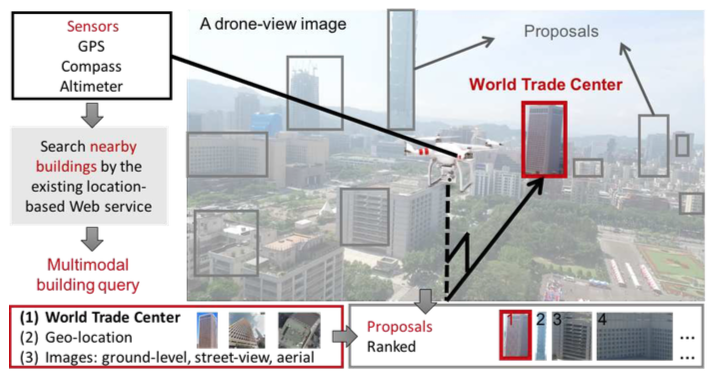 Sensors
GPS
Compass
Altimeter
Search nearby
buildings by the
existing location-
based Web service
Multimodal
building query
A drone-view image
Proposals
World Trade Center
(1) World Trade Center
(2) Geo-location
(3) Images: ground-level, street-view, aerial
Proposals
Ranked
1 2 3 4
...
...